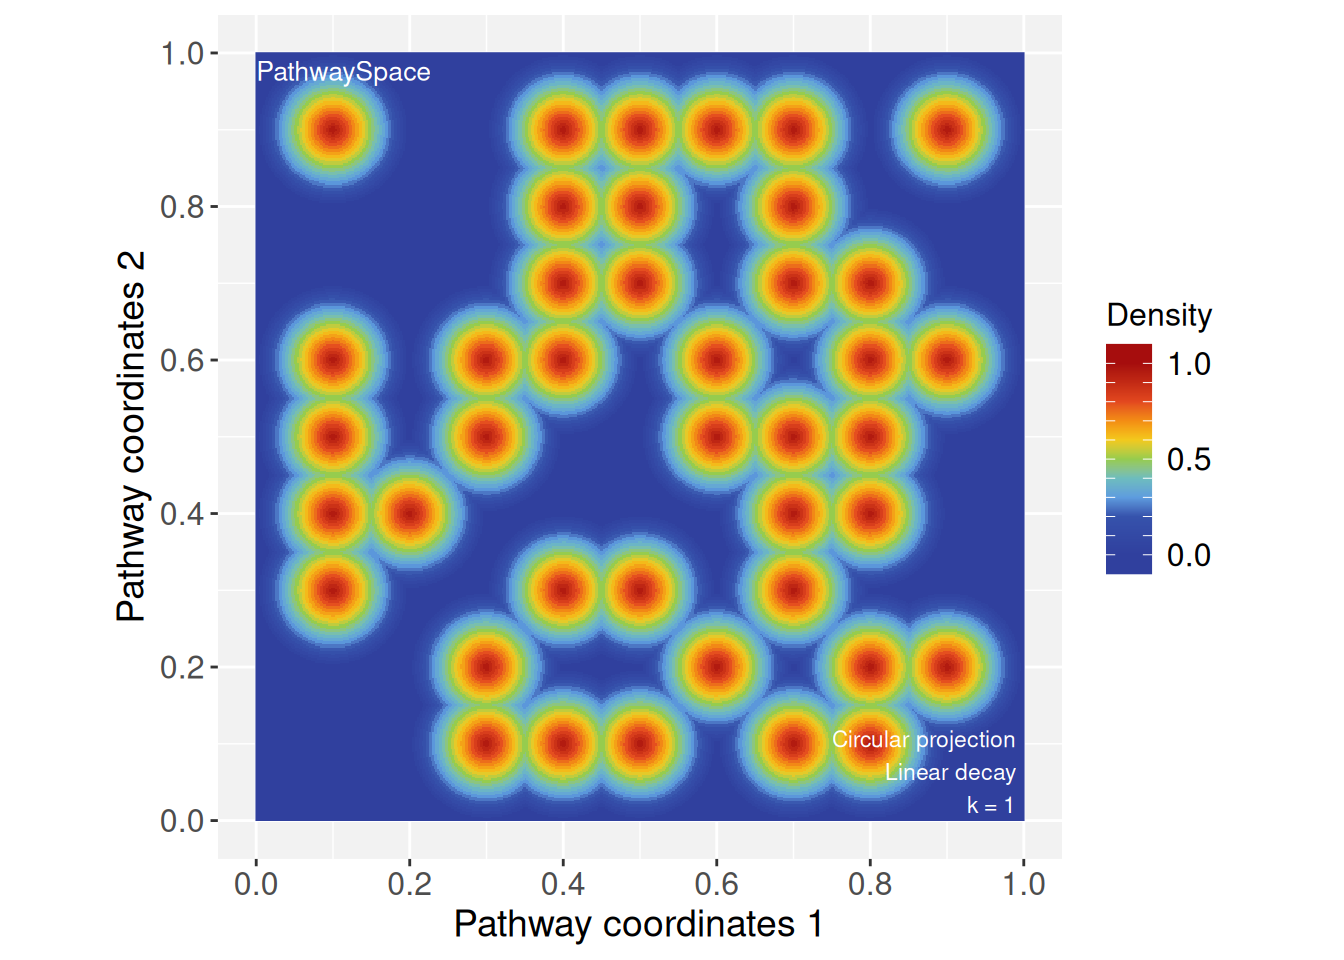 PathwaySpace
1.0
0.8
0.6
0.4
0.2
0.0
Pathway coordinates 2
0.0 0.2 0.4 0.6 0.8 1.0
Pathway coordinates 1
Circular projection
Linear decay
k = 1
Density
1.0
0.5
0.0